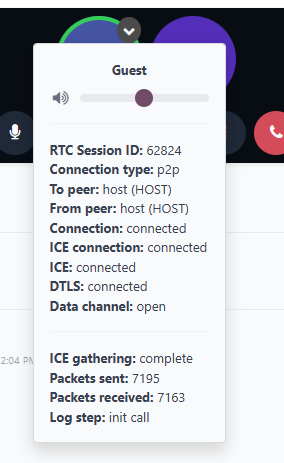 Guest
RTC Session ID: 62824
Connection type: p2p
To peer: host (HOST)
From peer: host (HOST)
Connection: connected
ICE connection: connected
ICE: connected
DTLS: connected
Data channel: open
ICE gathering: complete
2:04 PM
Packets sent: 7195
Packets received: 7163
Log step: init call